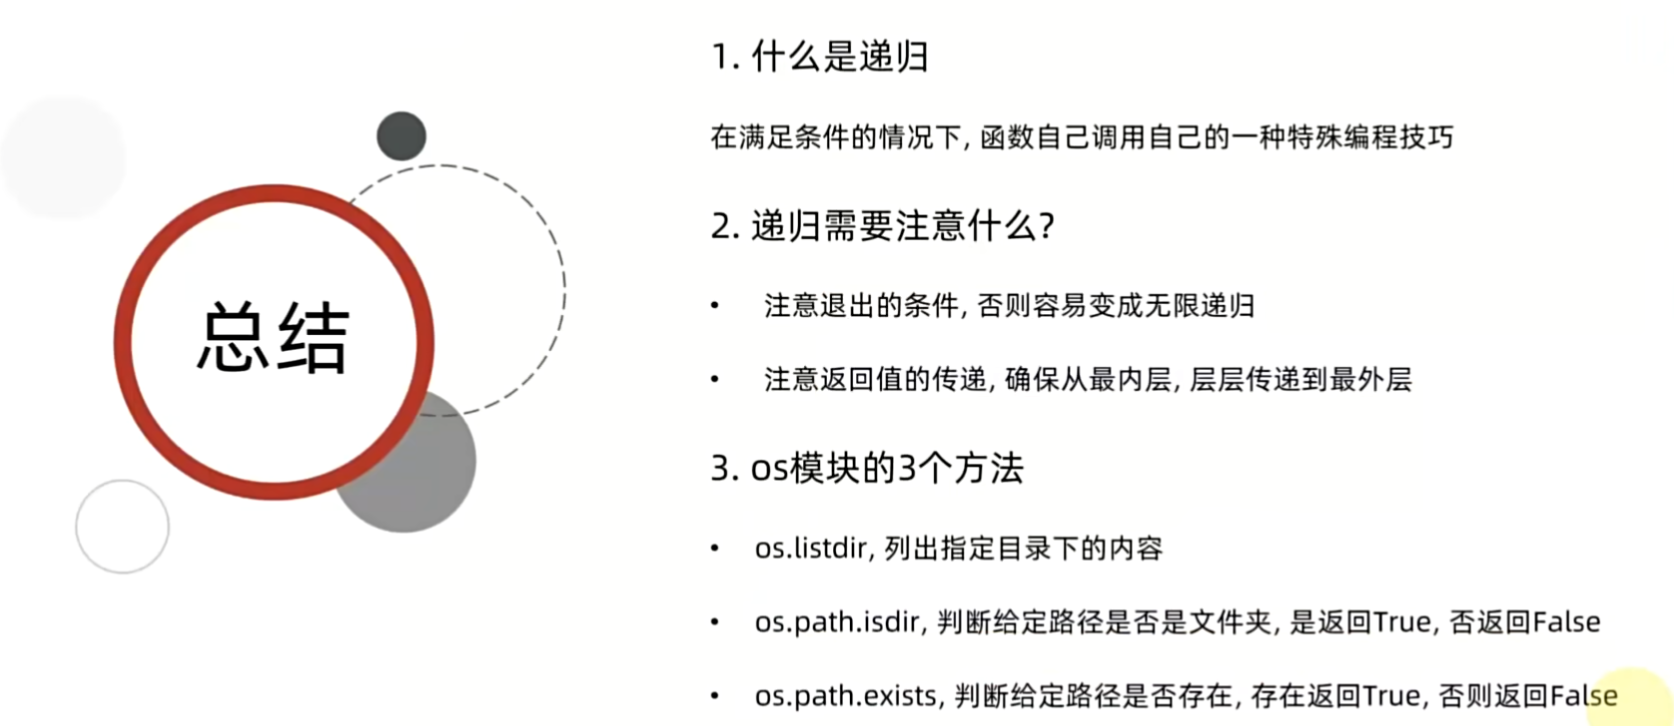 总结
1. 什么是递归
在满足条件的情况下, 函数自己调用自己的一种特殊编程技巧
2. 递归需要注意什么?
• 注意退出的条件, 否则容易变成无限递归
• 注意返回值的传递, 确保从最内层, 层层传递到最外层
3. os模块的3个方法
• os.listdir, 列出指定目录下的内容
• os.path.isdir, 判断给定路径是否是文件夹, 是返回True, 否返回False
• os.path.exists, 判断给定路径是否存在, 存在返回True, 否则返回False